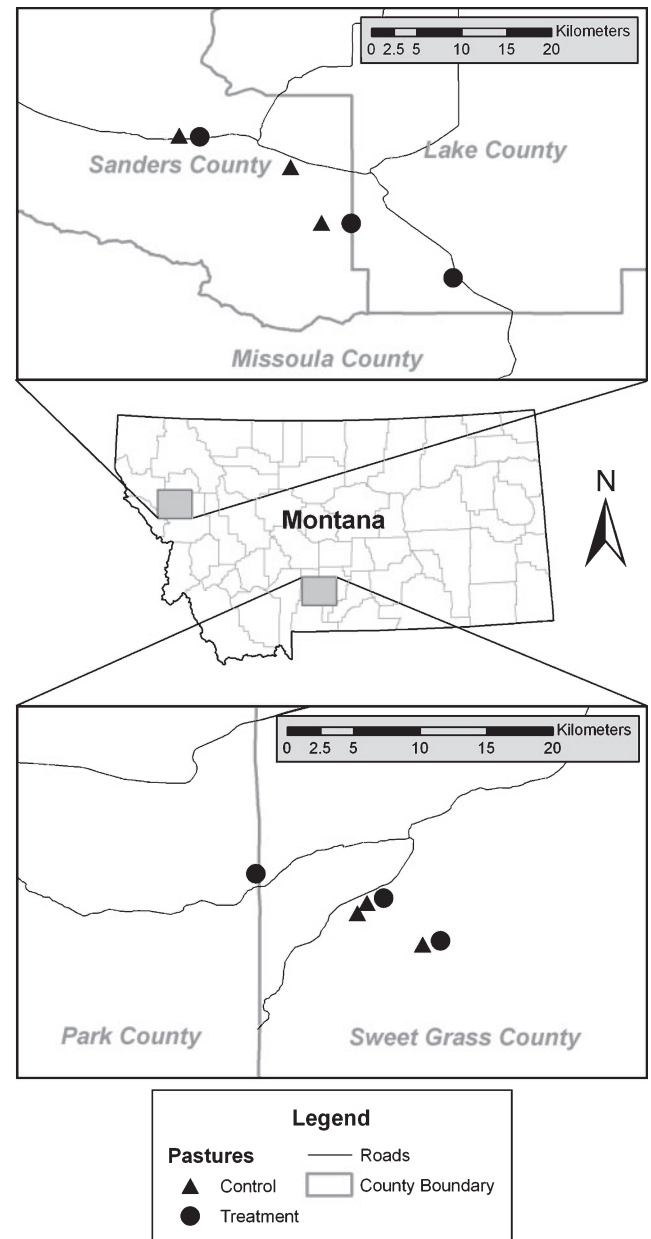 Kilometers
0 2.5 5 10 15 20
Lake County
Sanders County
Missoula County
N
Montana
Kilometers
0 2.5 5 10 15 20
Park County
Sweet Grass County
Legend
Pastures
Roads
Control
County Boundary
Treatment